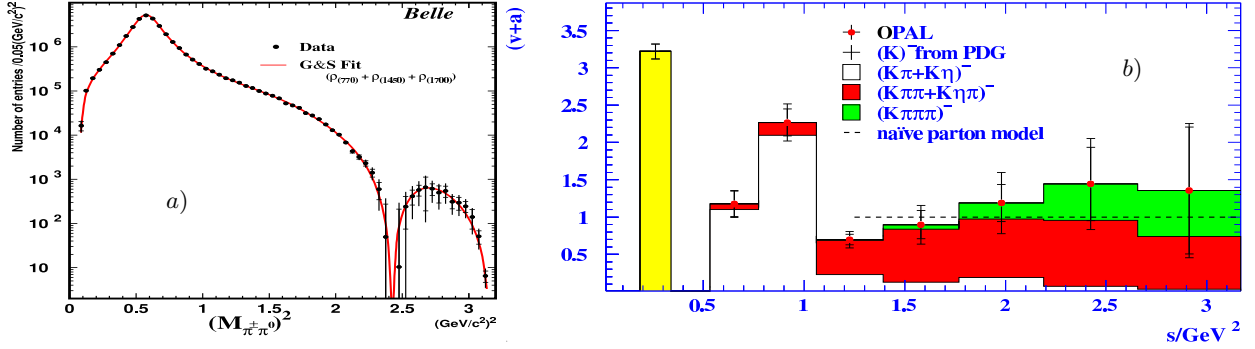 Belle
Number of entries /0.05(GeV/c²)²
10⁶
10⁵
10⁴
10³
10²
10
Data
G&S Fit
(ρ(770) + ρ(1450) + ρ(1700))
a)
0 0.5 1 1.5 2 2.5 3
(M π± π⁰)²
(GeV/c²)²
(v+a)
3.5
3
2.5
2
1.5
1
0.5
OPAL
(K)⁻ from PDG
(Kπ+Kη)⁻
(Kππ+Kηπ)⁻
(Kπππ)⁻
naïve parton model
b)
0.5 1 1.5 2 2.5 3
s/GeV ²